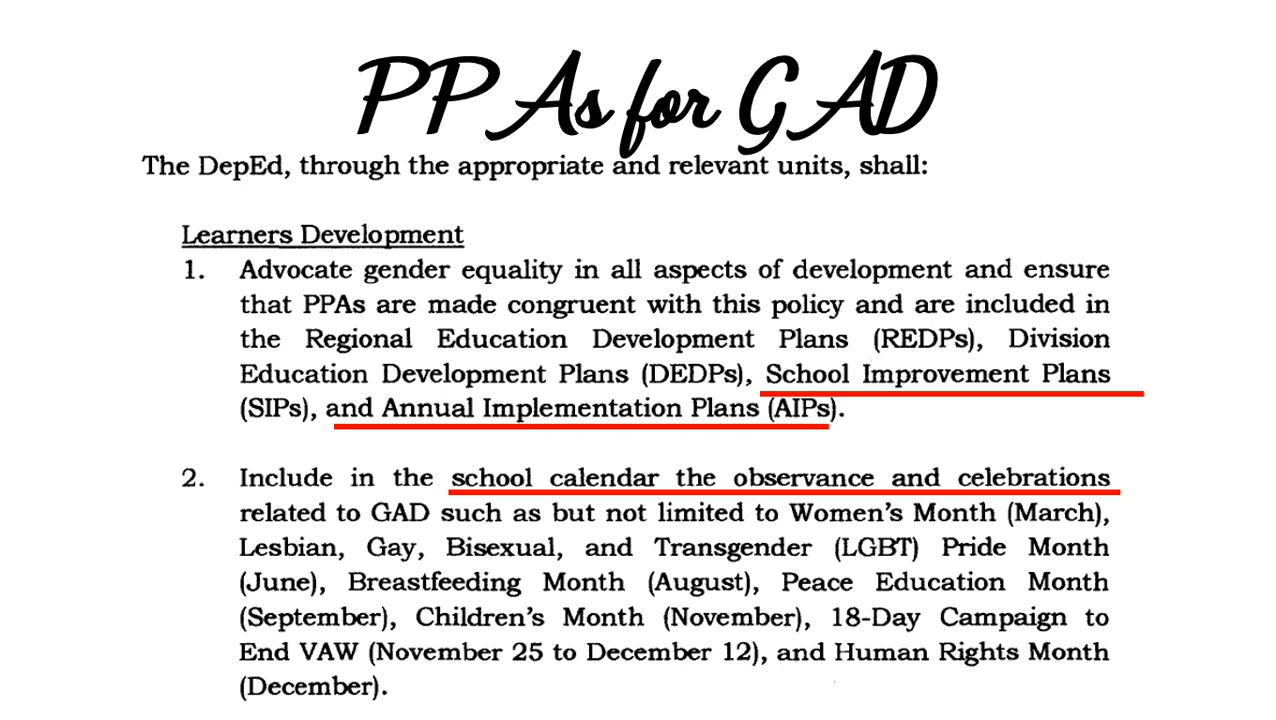 PPAs for GAD
The DepEd, through the appropriate and relevant units, shall:
Learners Development
1. Advocate gender equality in all aspects of development and ensure
that PPAs are made congruent with this policy and are included in
the Regional Education Development Plans (REDPs), Division
Education Development Plans (DEDPs), School Improvement Plans
(SIPs), and Annual Implementation Plans (AIPs).
2. Include in the school calendar the observance and celebrations
related to GAD such as but not limited to Women's Month (March),
Lesbian, Gay, Bisexual, and Transgender (LGBT) Pride Month
(June), Breastfeeding Month (August), Peace Education Month
(September), Children's Month (November), 18-Day Campaign to
End VAW (November 25 to December 12), and Human Rights Month
(December).